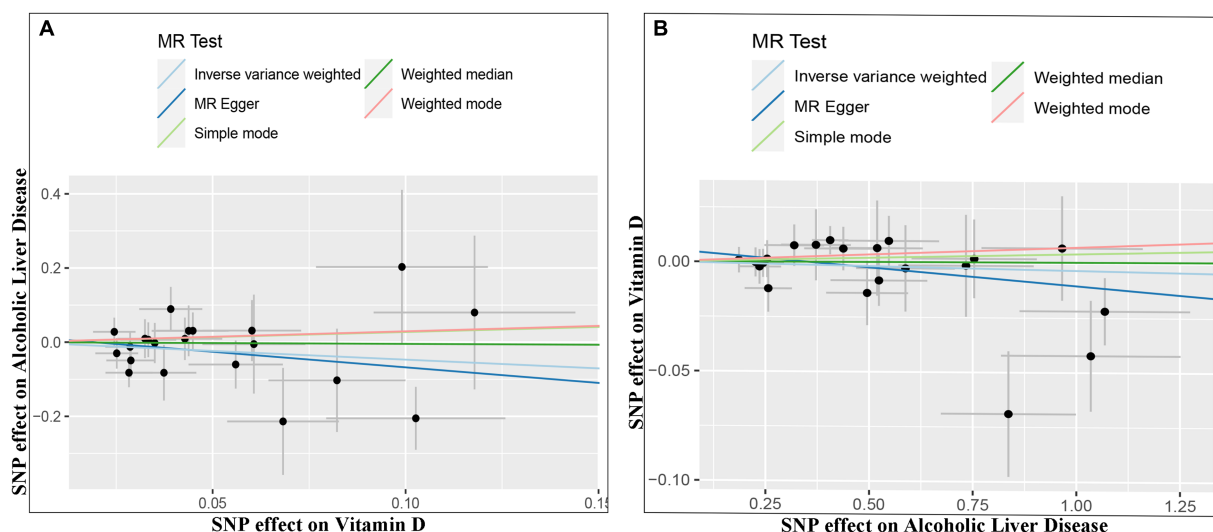 A
MR Test
Inverse variance weighted
Weighted median
MR Egger
Weighted mode
Simple mode
SNP effect on Alcoholic Liver Disease
0.4
0.2
0.0
−0.2
0.05
0.10
0.15
SNP effect on Vitamin D
B
MR Test
Inverse variance weighted
Weighted median
MR Egger
Weighted mode
Simple mode
SNP effect on Vitamin D
0.00
−0.05
−0.10
0.25
0.50
0.75
1.00
1.25
SNP effect on Alcoholic Liver Disease